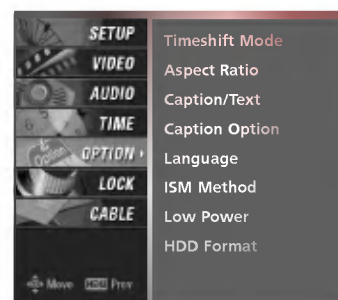 SETUP
VIDEO
AUDIO
TIME
OPTION
LOCK
CABLE
Move Prev
Timeshift Mode
Aspect Ratio
Caption/Text
Caption Option
Language
ISM Method
Low Power
HDD Format